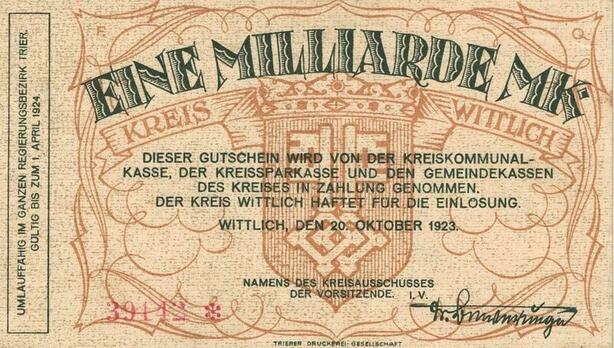 EINE MILLIARDE MK.
KREIS WITTLICH
DIESER GUTSCHEIN WIRD VON DER KREISKOMMUNAL-
KASSE, DER KREISSPARKASSE UND DEN GEMEINDEKASSEN
DES KREISES IN ZAHLUNG GENOMMEN.
DER KREIS WITTLICH HAFTET FÜR DIE EINLÖSUNG.
WITTLICH, DEN 20. OKTOBER 1923.
NAMENS DES KREISAUSSCHUSSES
DER VORSITZENDE. I. V.
39142 *
TRIERER DRUCKEREI-GESELLSCHAFT
UMLAUFFÄHIG IM GANZEN REGIERUNGSBEZIRK TRIER.
GÜLTIG BIS ZUM 1. APRIL 1924.